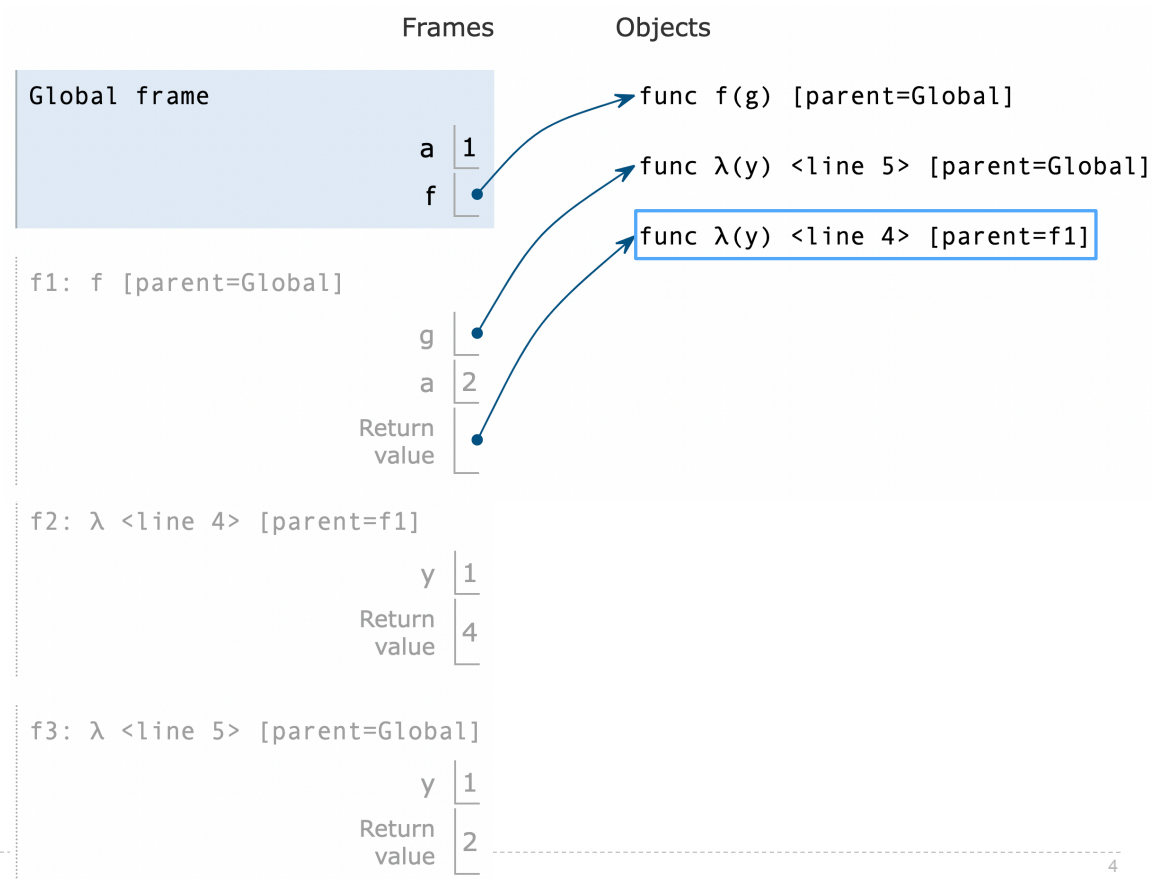 Frames Objects
Global frame
a 1
f
func f(g) [parent=Global]
func λ(y) <line 5> [parent=Global]
func λ(y) <line 4> [parent=f1]
f1: f [parent=Global]
g
a 2
Return
value
f2: λ <line 4> [parent=f1]
y 1
Return
value 4
f3: λ <line 5> [parent=Global]
y 1
Return
value 2
4